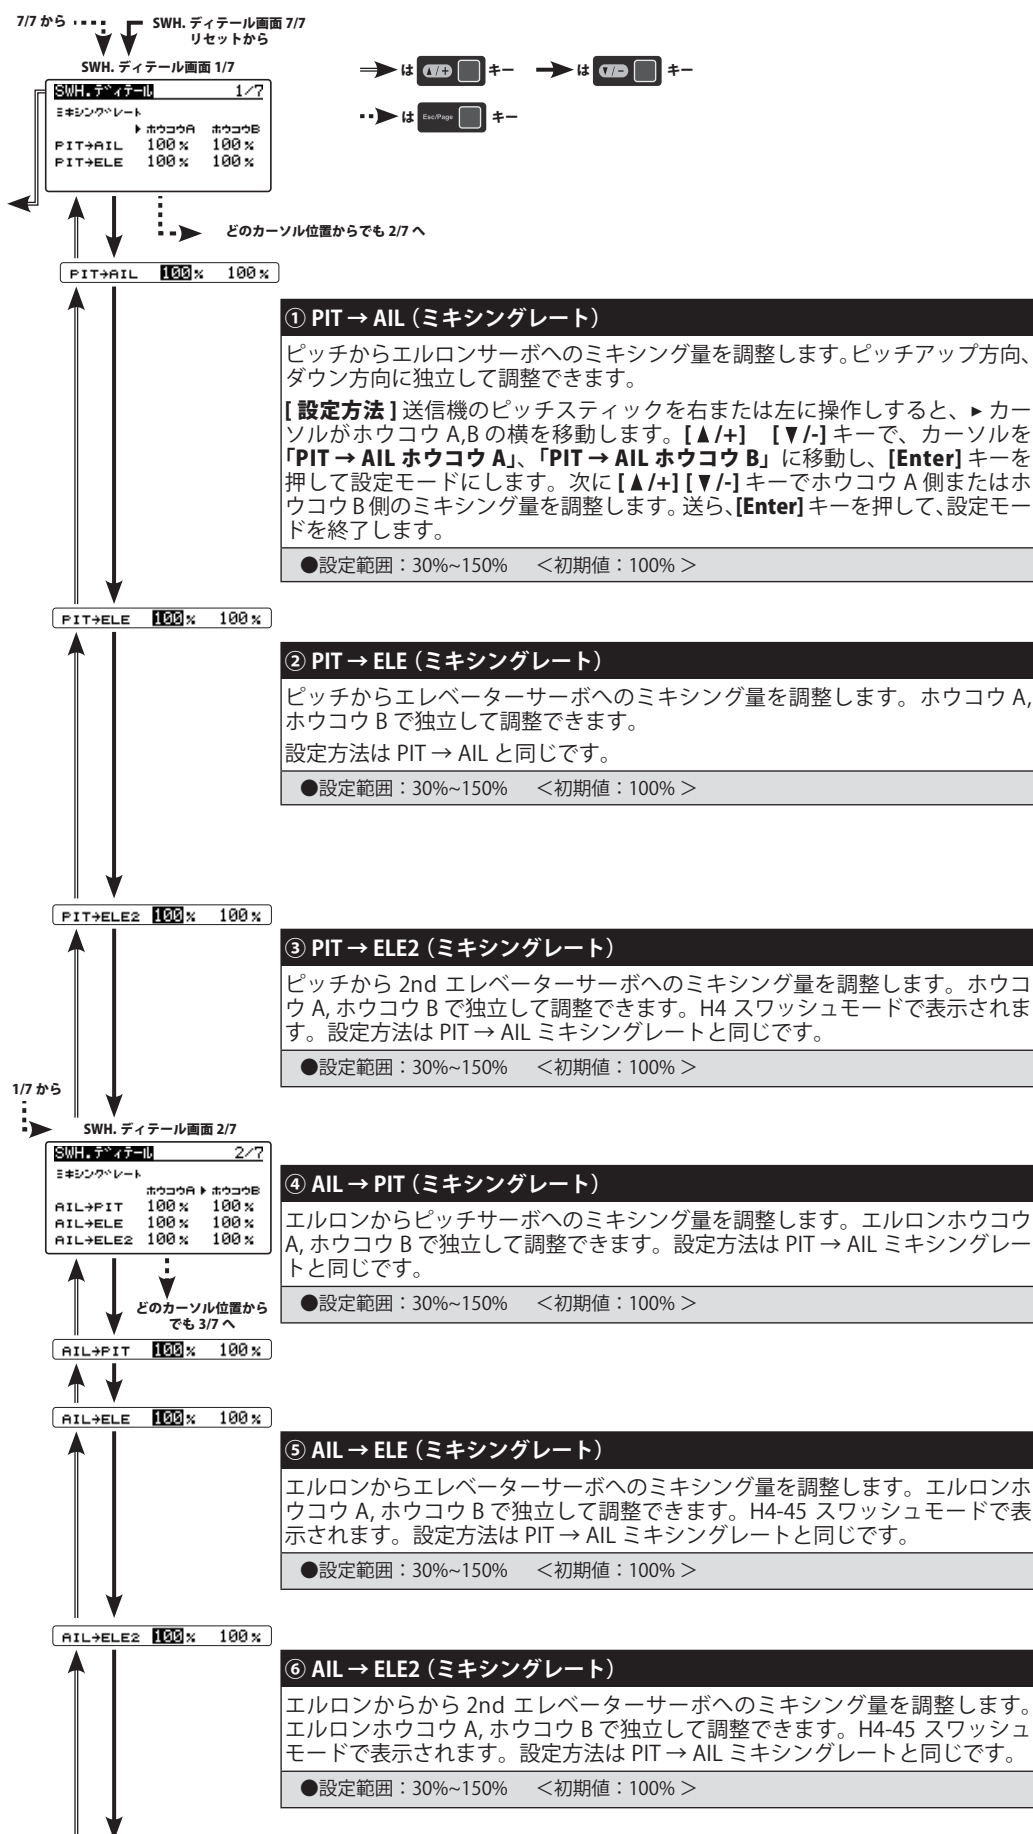 7/7 から
SWH. ディテール画面 7/7
リセットから
SWH. ディテール画面 1/7
は ▲/+ キー
は ▼/- キー
は Esc/Page キー
SWH.ディテール 1/7
ミキシングレート
▶ホウコウA ホウコウB
PIT→AIL 100% 100%
PIT→ELE 100% 100%
どのカーソル位置からでも 2/7 へ
PIT→AIL 100% 100%
① PIT → AIL（ミキシングレート）
ピッチからエルロンサーボへのミキシング量を調整します。ピッチアップ方向、
ダウン方向に独立して調整できます。
[ 設定方法 ] 送信機のピッチスティックを右または左に操作しすると、▶ カー
ソルがホウコウ A,B の横を移動します。[▲/+] [▼/-] キーで、カーソルを
「PIT → AIL ホウコウ A」、「PIT → AIL ホウコウ B」に移動し、[Enter] キーを
押して設定モードにします。次に [▲/+] [▼/-] キーでホウコウ A 側またはホ
ウコウ B 側のミキシング量を調整します。送ら、[Enter] キーを押して、設定モー
ドを終了します。
●設定範囲：30%~150% ＜初期値：100% ＞
PIT→ELE 100% 100%
② PIT → ELE（ミキシングレート）
ピッチからエレベーターサーボへのミキシング量を調整します。ホウコウ A,
ホウコウ B で独立して調整できます。
設定方法は PIT → AIL と同じです。
●設定範囲：30%~150% ＜初期値：100% ＞
PIT→ELE2 100% 100%
③ PIT → ELE2（ミキシングレート）
ピッチから 2nd エレベーターサーボへのミキシング量を調整します。ホウコ
ウ A, ホウコウ B で独立して調整できます。H4 スワッシュモードで表示されま
す。設定方法は PIT → AIL ミキシングレートと同じです。
●設定範囲：30%~150% ＜初期値：100% ＞
1/7 から
SWH. ディテール画面 2/7
SWH.ディテール 2/7
ミキシングレート
ホウコウA ▶ホウコウB
AIL→PIT 100% 100%
AIL→ELE 100% 100%
AIL→ELE2 100% 100%
④ AIL → PIT（ミキシングレート）
エルロンからピッチサーボへのミキシング量を調整します。エルロンホウコウ
A, ホウコウ B で独立して調整できます。設定方法は PIT → AIL ミキシングレー
トと同じです。
●設定範囲：30%~150% ＜初期値：100% ＞
どのカーソル位置から
でも 3/7 へ
AIL→PIT 100% 100%
AIL→ELE 100% 100%
⑤ AIL → ELE（ミキシングレート）
エルロンからエレベーターサーボへのミキシング量を調整します。エルロンホ
ウコウ A, ホウコウ B で独立して調整できます。H4-45 スワッシュモードで表
示されます。設定方法は PIT → AIL ミキシングレートと同じです。
●設定範囲：30%~150% ＜初期値：100% ＞
AIL→ELE2 100% 100%
⑥ AIL → ELE2（ミキシングレート）
エルロンからから 2nd エレベーターサーボへのミキシング量を調整します。
エルロンホウコウ A, ホウコウ B で独立して調整できます。H4-45 スワッシュ
モードで表示されます。設定方法は PIT → AIL ミキシングレートと同じです。
●設定範囲：30%~150% ＜初期値：100% ＞